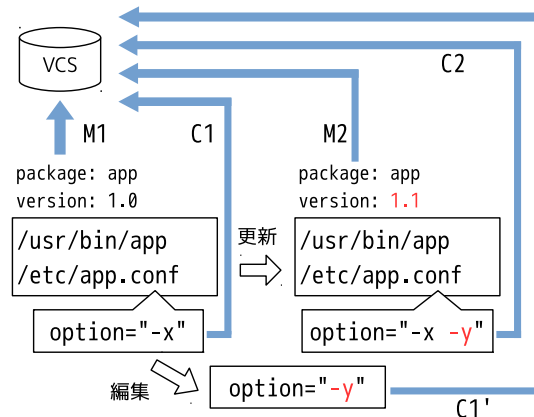 VCS
C2
M1
C1
M2
package: app
version: 1.0
package: app
version: 1.1
/usr/bin/app
/etc/app.conf
更新
/usr/bin/app
/etc/app.conf
option="-x"
option="-x -y"
編集
option="-y"
C1'